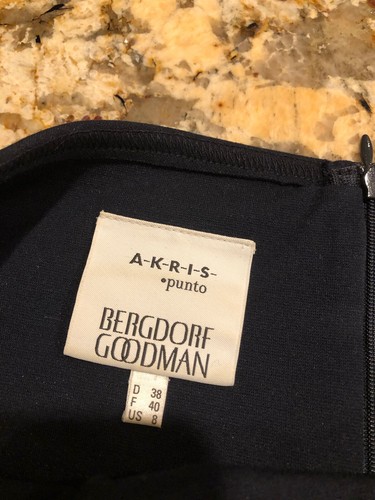 A-K-R-I-S-
•punto
BERGDORF
GOODMAN
D 38
F 40
US 8